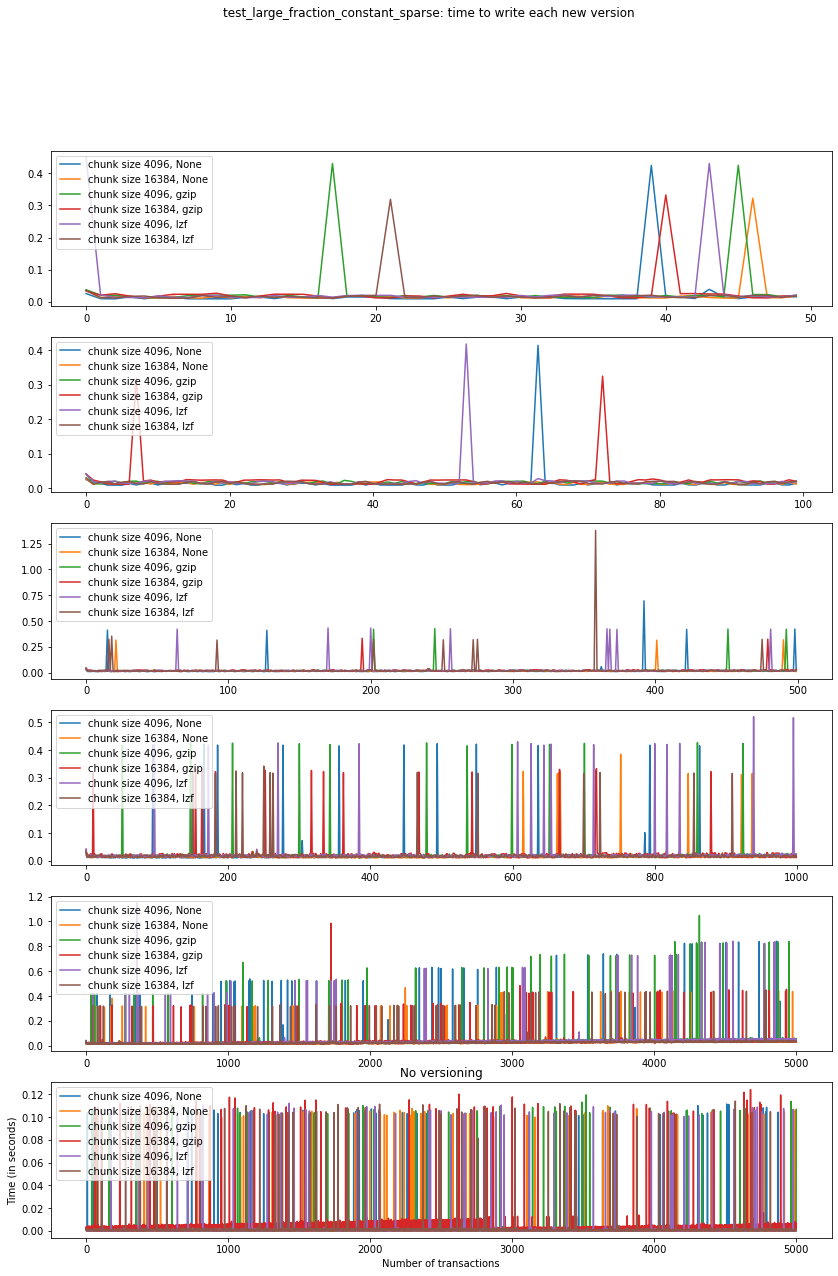 test_large_fraction_constant_sparse: time to write each new version
0.4
0.3
0.2
0.1
0.0
chunk size 4096, None
chunk size 16384, None
chunk size 4096, gzip
chunk size 16384, gzip
chunk size 4096, lzf
chunk size 16384, lzf
0 10 20 30 40 50
0.4
0.3
0.2
0.1
0.0
chunk size 4096, None
chunk size 16384, None
chunk size 4096, gzip
chunk size 16384, gzip
chunk size 4096, lzf
chunk size 16384, lzf
0 20 40 60 80 100
1.25
1.00
0.75
0.50
0.25
0.00
chunk size 4096, None
chunk size 16384, None
chunk size 4096, gzip
chunk size 16384, gzip
chunk size 4096, lzf
chunk size 16384, lzf
0 100 200 300 400 500
0.5
0.4
0.3
0.2
0.1
0.0
chunk size 4096, None
chunk size 16384, None
chunk size 4096, gzip
chunk size 16384, gzip
chunk size 4096, lzf
chunk size 16384, lzf
0 200 400 600 800 1000
1.2
1.0
0.8
0.6
0.4
0.2
0.0
chunk size 4096, None
chunk size 16384, None
chunk size 4096, gzip
chunk size 16384, gzip
chunk size 4096, lzf
chunk size 16384, lzf
0 1000 2000 3000 4000 5000
No versioning
Time (in seconds)
0.12
0.10
0.08
0.06
0.04
0.02
0.00
chunk size 4096, None
chunk size 16384, None
chunk size 4096, gzip
chunk size 16384, gzip
chunk size 4096, lzf
chunk size 16384, lzf
0 1000 2000 3000 4000 5000
Number of transactions